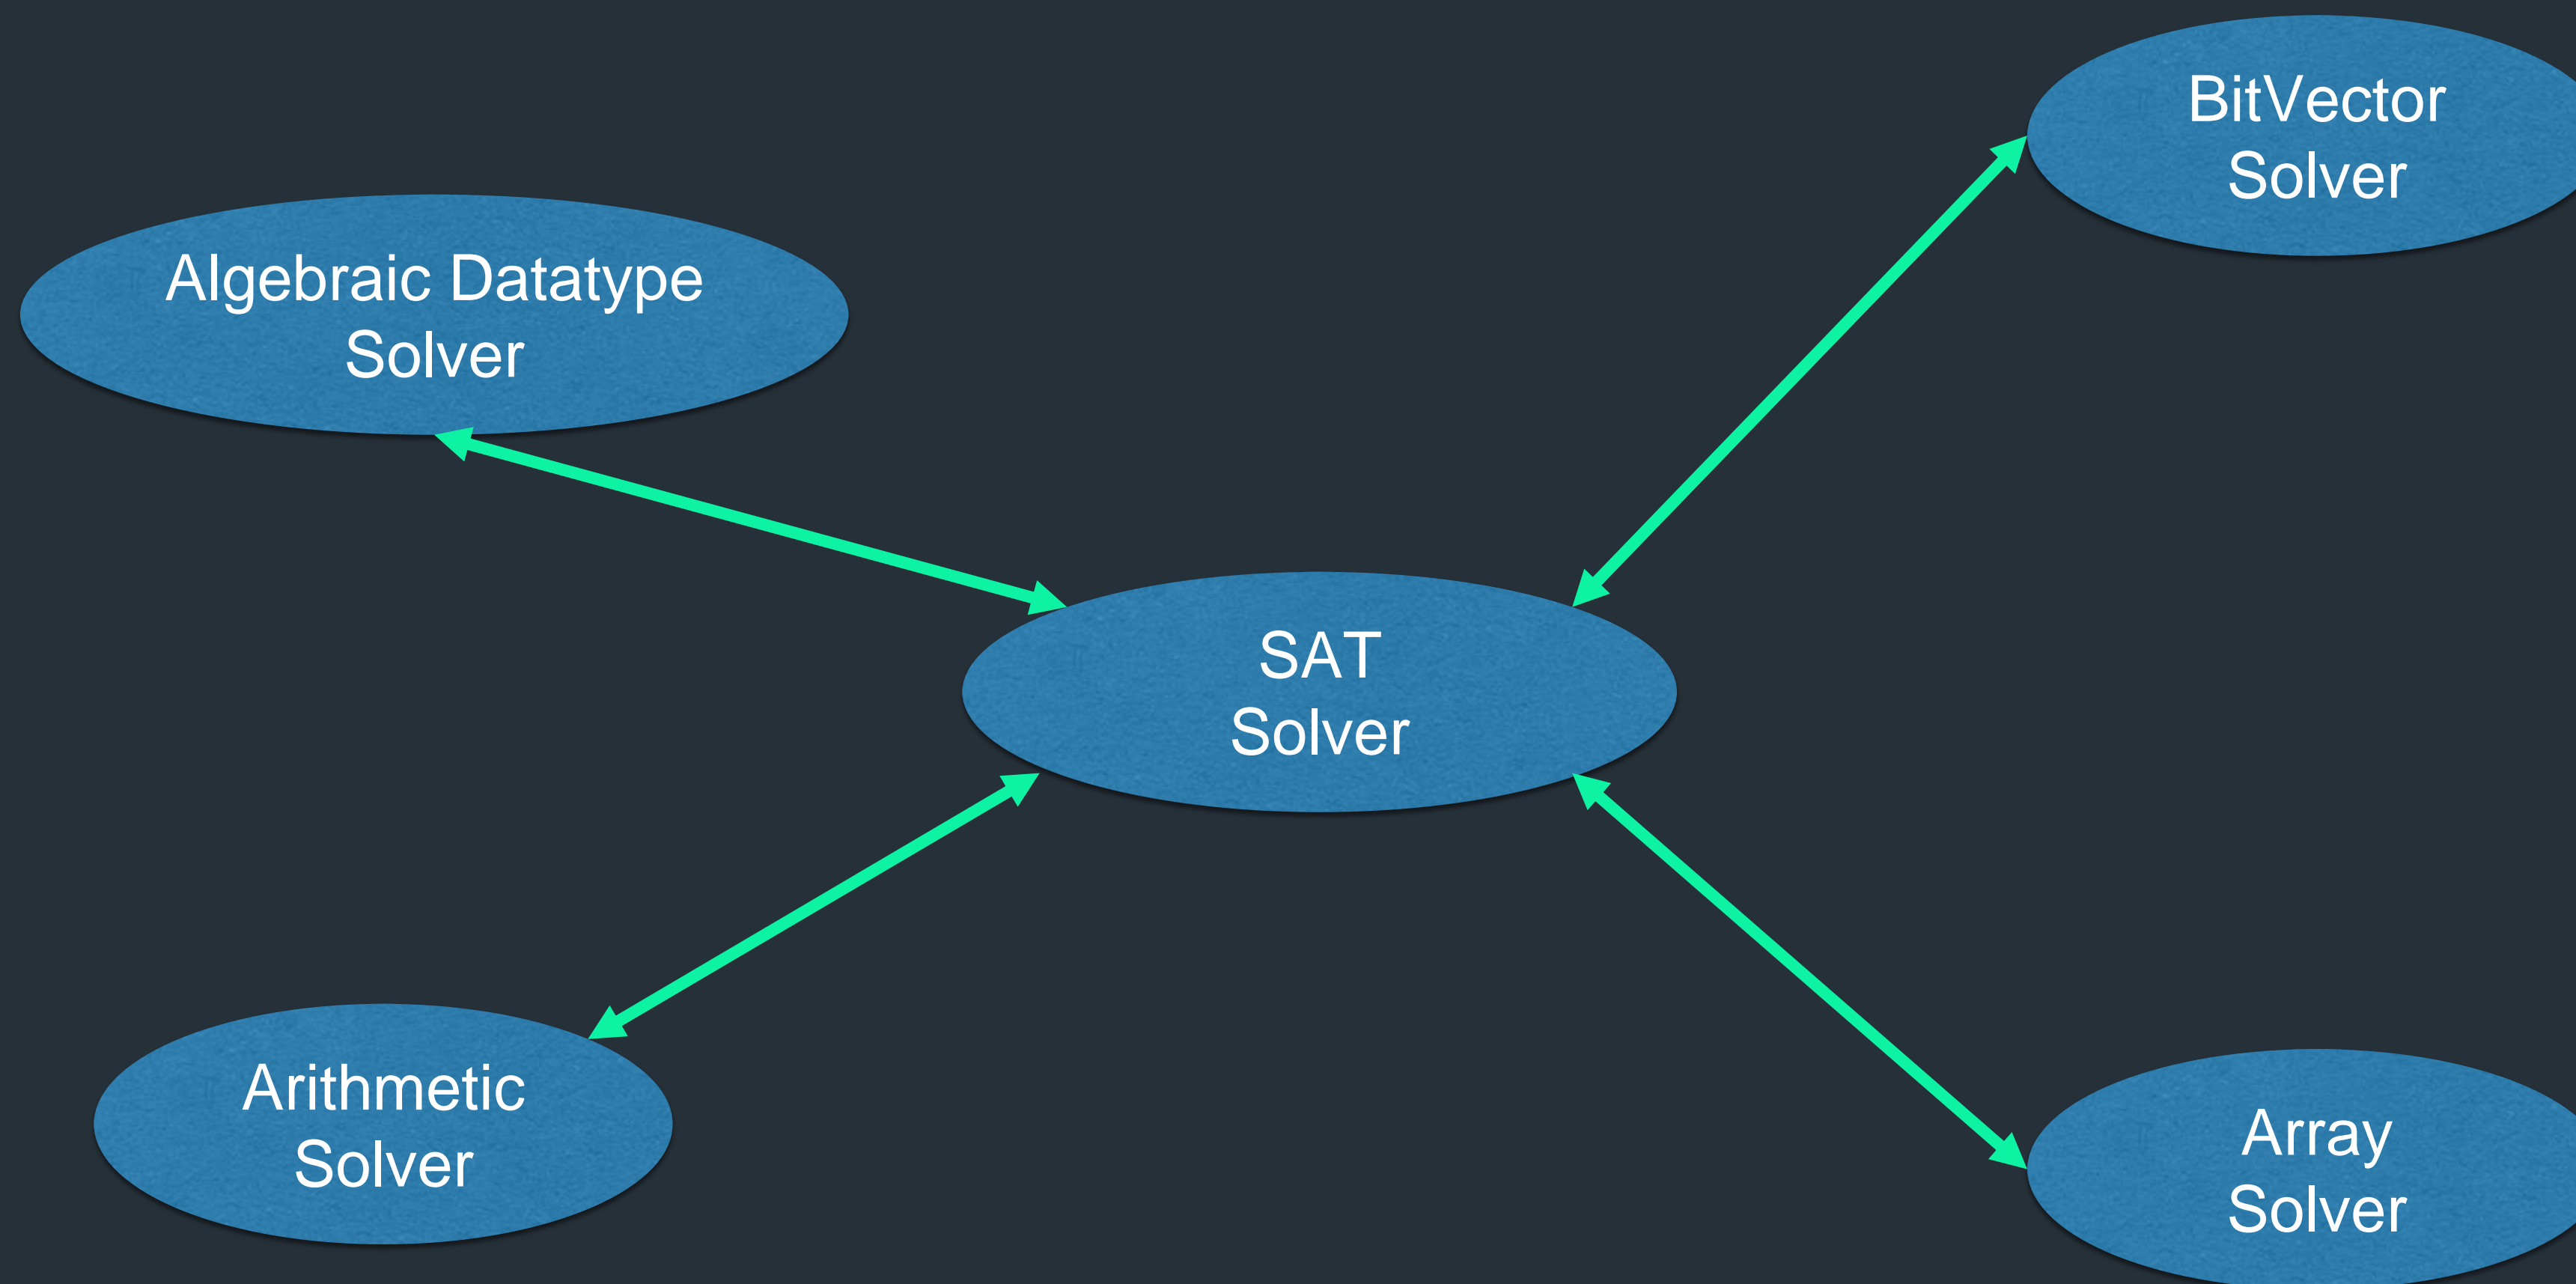 BitVector
Solver
Algebraic Datatype
Solver
SAT
Solver
Arithmetic
Solver
Array
Solver